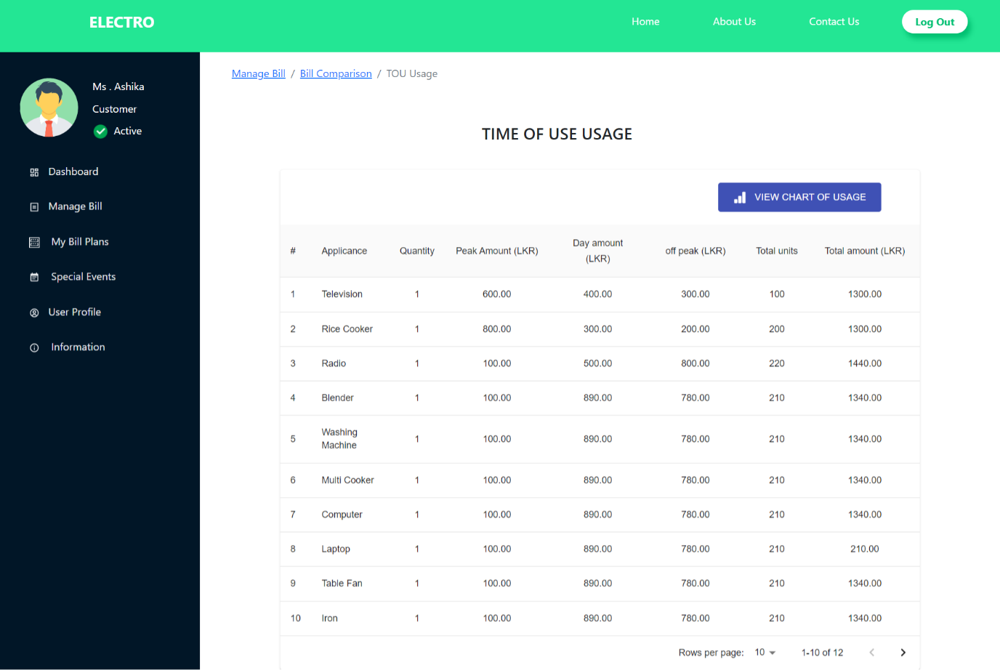 ELECTRO
Home
About Us
Contact Us
Log Out
Ms . Ashika
Customer
Active
Dashboard
Manage Bill
My Bill Plans
Special Events
User Profile
Information
Manage Bill / Bill Comparison / TOU Usage
TIME OF USE USAGE
VIEW CHART OF USAGE
# Applicance Quantity Peak Amount (LKR) Day amount (LKR) off peak (LKR) Total units Total amount (LKR)
1 Television 1 600.00 400.00 300.00 100 1300.00
2 Rice Cooker 1 800.00 300.00 200.00 200 1300.00
3 Radio 1 100.00 500.00 800.00 220 1440.00
4 Blender 1 100.00 890.00 780.00 210 1340.00
5 Washing Machine 1 100.00 890.00 780.00 210 1340.00
6 Multi Cooker 1 100.00 890.00 780.00 210 1340.00
7 Computer 1 100.00 890.00 780.00 210 1340.00
8 Laptop 1 100.00 890.00 780.00 210 210.00
9 Table Fan 1 100.00 890.00 780.00 210 1340.00
10 Iron 1 100.00 890.00 780.00 210 1340.00
Rows per page: 10 1-10 of 12